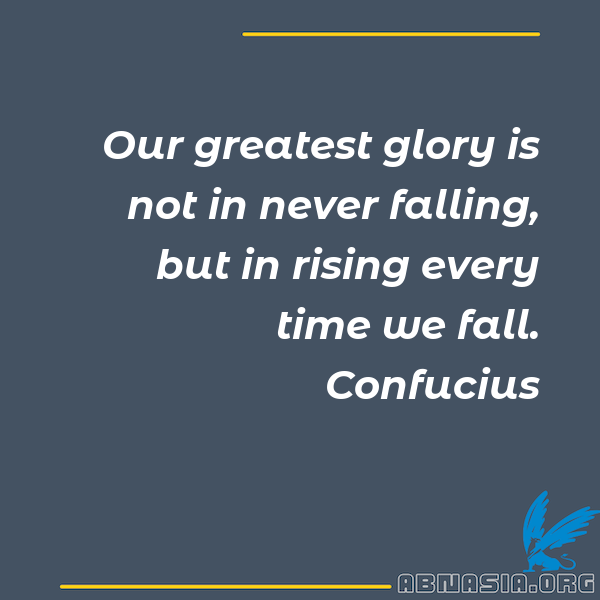 Our greatest glory is
not in never falling,
but in rising every
time we fall.
Confucius
ABNASIA.ORG